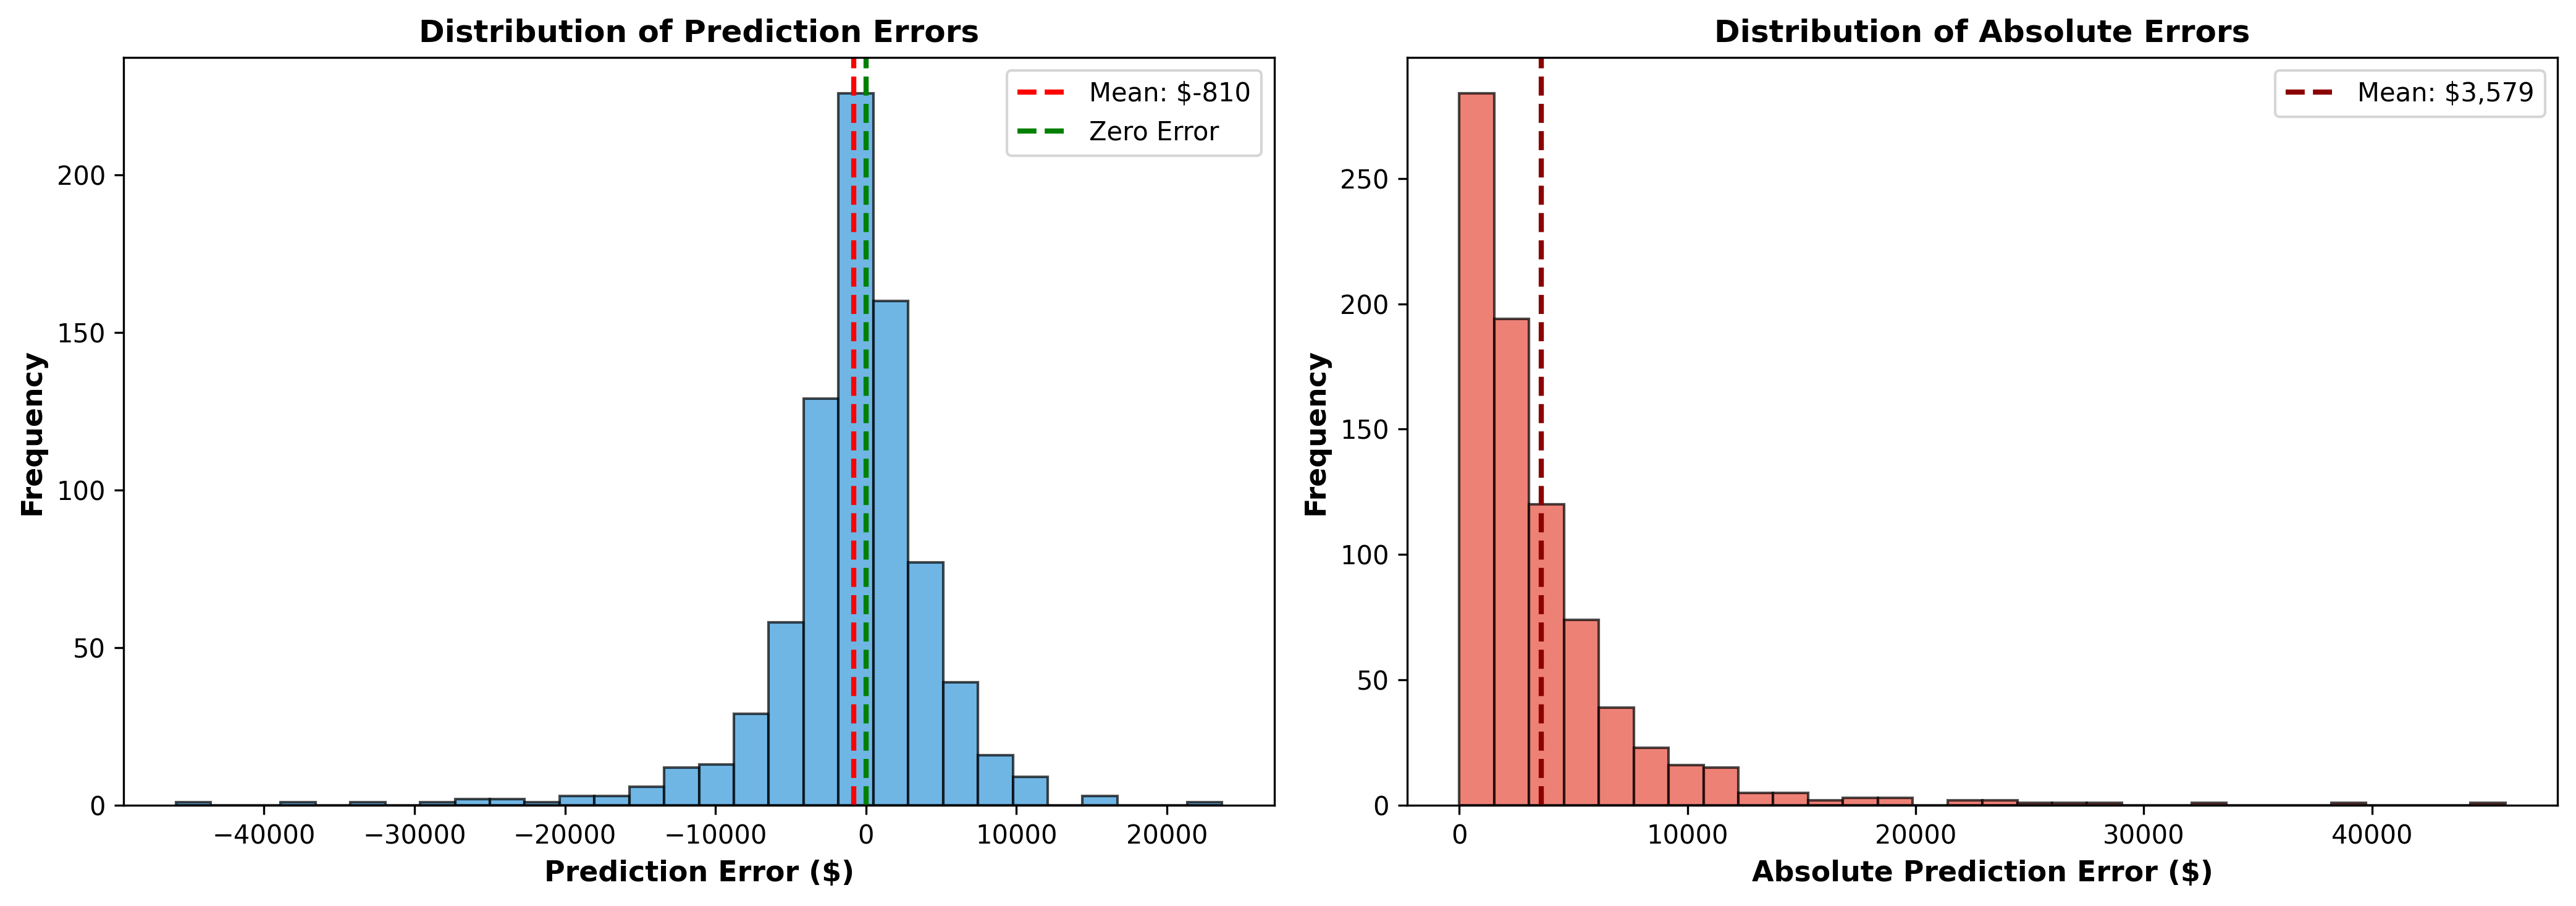 Distribution of Prediction Errors
Mean: $-810
Zero Error
200
150
100
50
0
Frequency
−40000 −30000 −20000 −10000 0 10000 20000
Prediction Error ($)
Distribution of Absolute Errors
Mean: $3,579
250
200
150
100
50
0
Frequency
0 10000 20000 30000 40000
Absolute Prediction Error ($)